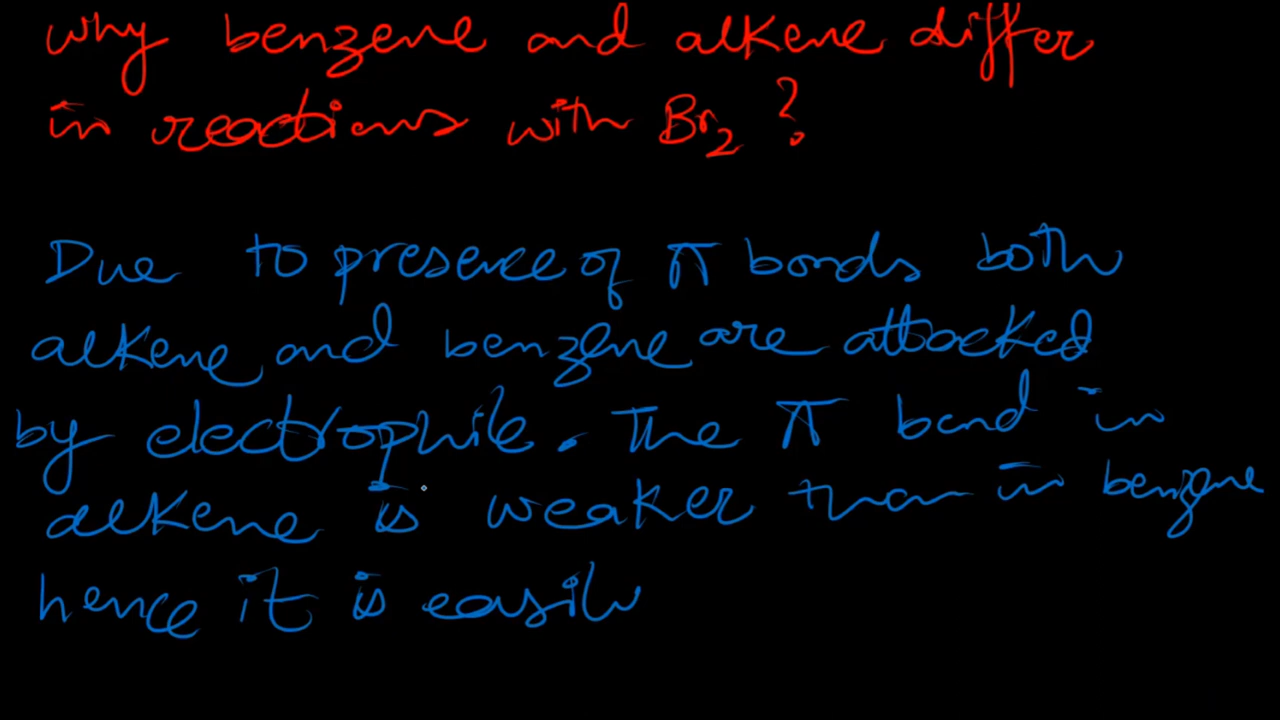 why benzene and alkene differ
in reactions with Br₂ ?
Due to presence of π bonds both
alkene and benzene are attacked
by electrophile. The π bond in
alkene is weaker than in benzene
hence it is easily